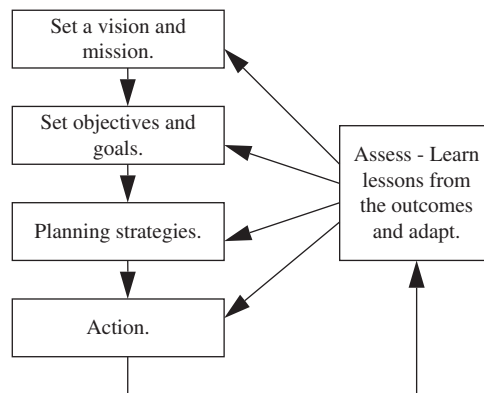 Set a vision and
mission.
Set objectives and
goals.
Planning strategies.
Action.
Assess - Learn
lessons from
the outcomes
and adapt.